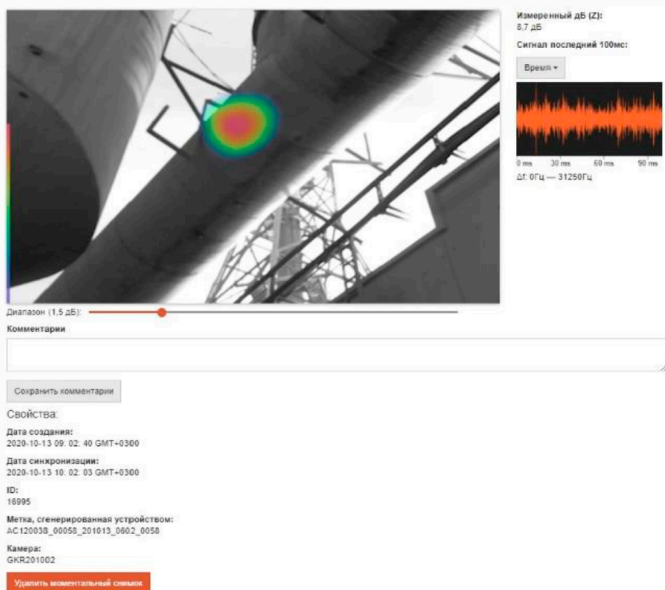 Измеренный дБ (Z):
8,7 дБ
Сигнал последний 100мс:
Время
0 ms 30 ms 60 ms 90 ms
Δf: 0Гц — 31250Гц
Диапазон (1,5 дБ):
Комментарии
Сохранить комментарии
Свойства:
Дата создания:
2020-10-13 09: 02: 40 GMT+0300
Дата синхронизации:
2020-10-13 10: 02: 03 GMT+0300
ID:
16995
Метка, сгенерированная устройством:
AC120038_00058_201013_0602_0058
Камера:
GKR201002
Удалить моментальный снимок